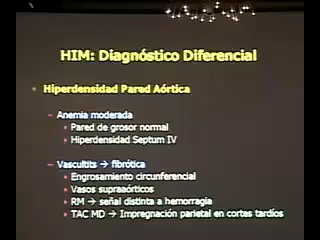 HIM: Diagnóstico Diferencial
• Hiperdensidad Pared Aórtica
– Anemia moderada
• Pared de grosor normal
• Hiperdensidad Septum IV
– Vascultits → fibrótica
• Engrosamiento circunferencial
• Vasos supraaórticos
• RM → señal distinta a hemorragia
• TAC MD → Impregnación parietal en cortes tardíos